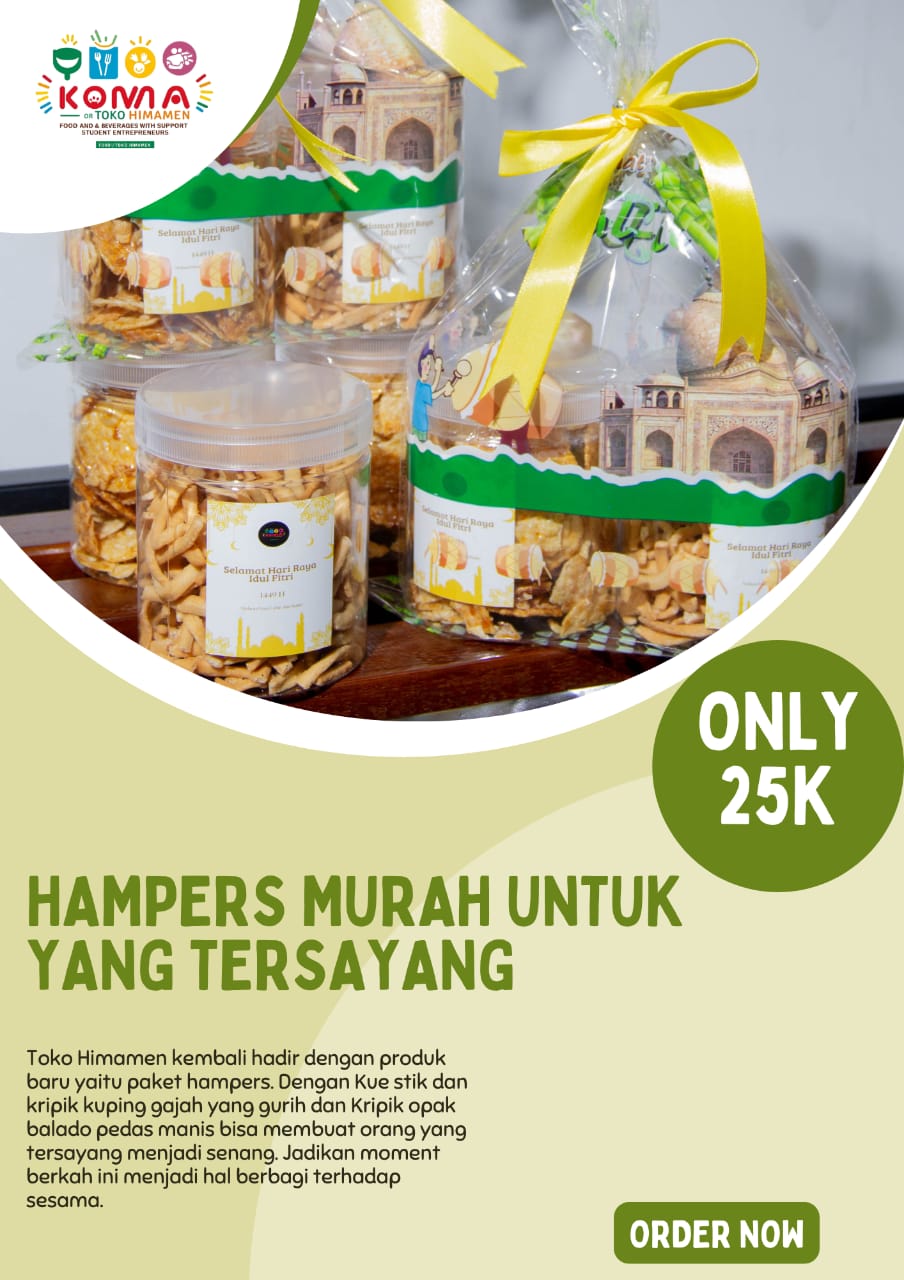 KOMA
OR TOKO HIMAMEN
FOOD AND & BEVERAGES WITH SUPPORT
STUDENT ENTREPRENEURS
Selamat Hari Raya
Idul Fitri
1449 H
Selamat Hari Raya
Idul Fitri
Selamat Hari Raya
Idul Fitri
1449 H
Selamat Hari Raya
Idul Fitri
Selamat Hari Raya
Idul Fitri
ONLY
25K
HAMPERS MURAH UNTUK
YANG TERSAYANG
Toko Himamen kembali hadir dengan produk
baru yaitu paket hampers. Dengan Kue stik dan
kripik kuping gajah yang gurih dan Kripik opak
balado pedas manis bisa membuat orang yang
tersayang menjadi senang. Jadikan moment
berkah ini menjadi hal berbagi terhadap
sesama.
ORDER NOW